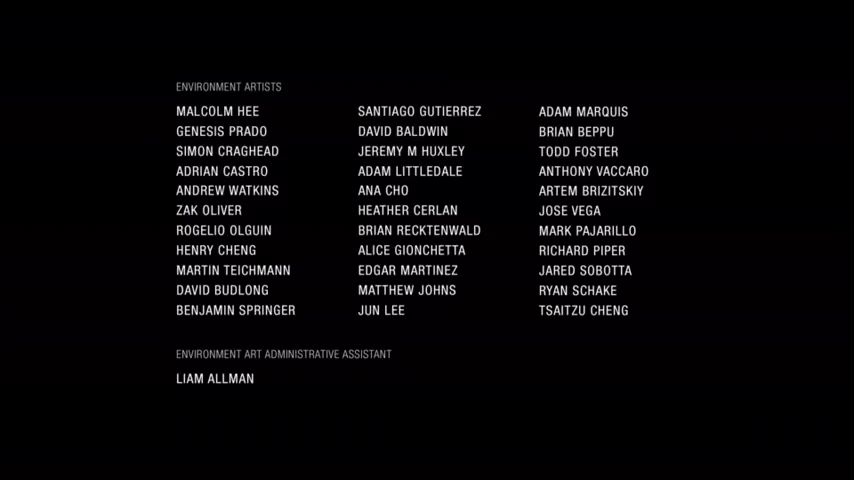 ENVIRONMENT ARTISTS
MALCOLM HEE SANTIAGO GUTIERREZ ADAM MARQUIS
GENESIS PRADO DAVID BALDWIN BRIAN BEPPU
SIMON CRAGHEAD JEREMY M HUXLEY TODD FOSTER
ADRIAN CASTRO ADAM LITTLEDALE ANTHONY VACCARO
ANDREW WATKINS ANA CHO ARTEM BRIZITSKIY
ZAK OLIVER HEATHER CERLAN JOSE VEGA
ROGELIO OLGUIN BRIAN RECKTENWALD MARK PAJARILLO
HENRY CHENG ALICE GIONCHETTA RICHARD PIPER
MARTIN TEICHMANN EDGAR MARTINEZ JARED SOBOTTA
DAVID BUDLONG MATTHEW JOHNS RYAN SCHAKE
BENJAMIN SPRINGER JUN LEE TSAITZU CHENG
ENVIRONMENT ART ADMINISTRATIVE ASSISTANT
LIAM ALLMAN